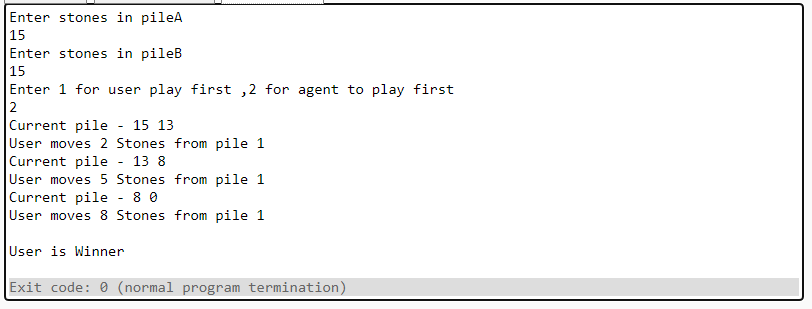 Enter stones in pileA
15
Enter stones in pileB
15
Enter 1 for user play first ,2 for agent to play first
2
Current pile - 15 13
User moves 2 Stones from pile 1
Current pile - 13 8
User moves 5 Stones from pile 1
Current pile - 8 0
User moves 8 Stones from pile 1
User is Winner
Exit code: 0 (normal program termination)